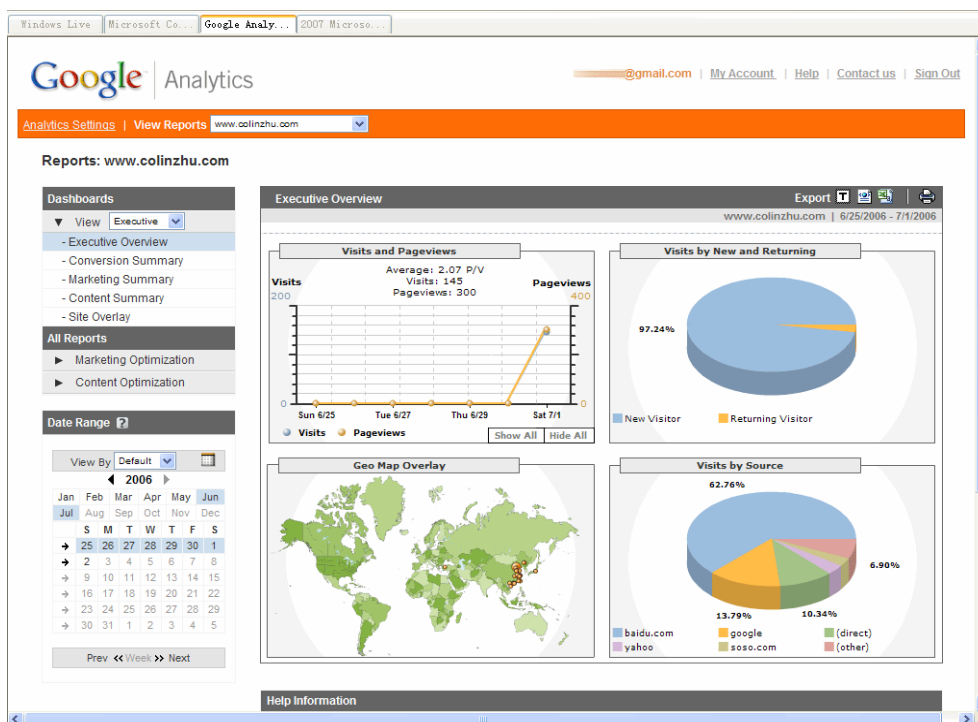 Windows Live
Microsoft Co...
Google Analy...
2007 Microso...
Google Analytics
@gmail.com | My Account | Help | Contact us | Sign Out
Analytics Settings | View Reports www.colinzhu.com
Reports: www.colinzhu.com
Dashboards
View Executive
- Executive Overview
- Conversion Summary
- Marketing Summary
- Content Summary
- Site Overlay
All Reports
Marketing Optimization
Content Optimization
Date Range ?
View By Default
2006
Jan Feb Mar Apr May Jun
Jul Aug Sep Oct Nov Dec
S M T W T F S
25 26 27 28 29 30 1
2 3 4 5 6 7 8
9 10 11 12 13 14 15
16 17 18 19 20 21 22
23 24 25 26 27 28 29
30 31 1 2 3 4 5
Prev << Week >> Next
Executive Overview
Export T
www.colinzhu.com | 6/25/2006 - 7/1/2006
Visits and Pageviews
Average: 2.07 P/V
Visits: 145
Pageviews: 300
Visits
200
Pageviews
400
0
0
Sun 6/25 Tue 6/27 Thu 6/29 Sat 7/1
Visits Pageviews
Show All Hide All
Visits by New and Returning
97.24%
New Visitor Returning Visitor
Geo Map Overlay
Visits by Source
62.76%
6.90%
13.79%
10.34%
baidu.com google (direct)
yahoo soso.com (other)
Help Information